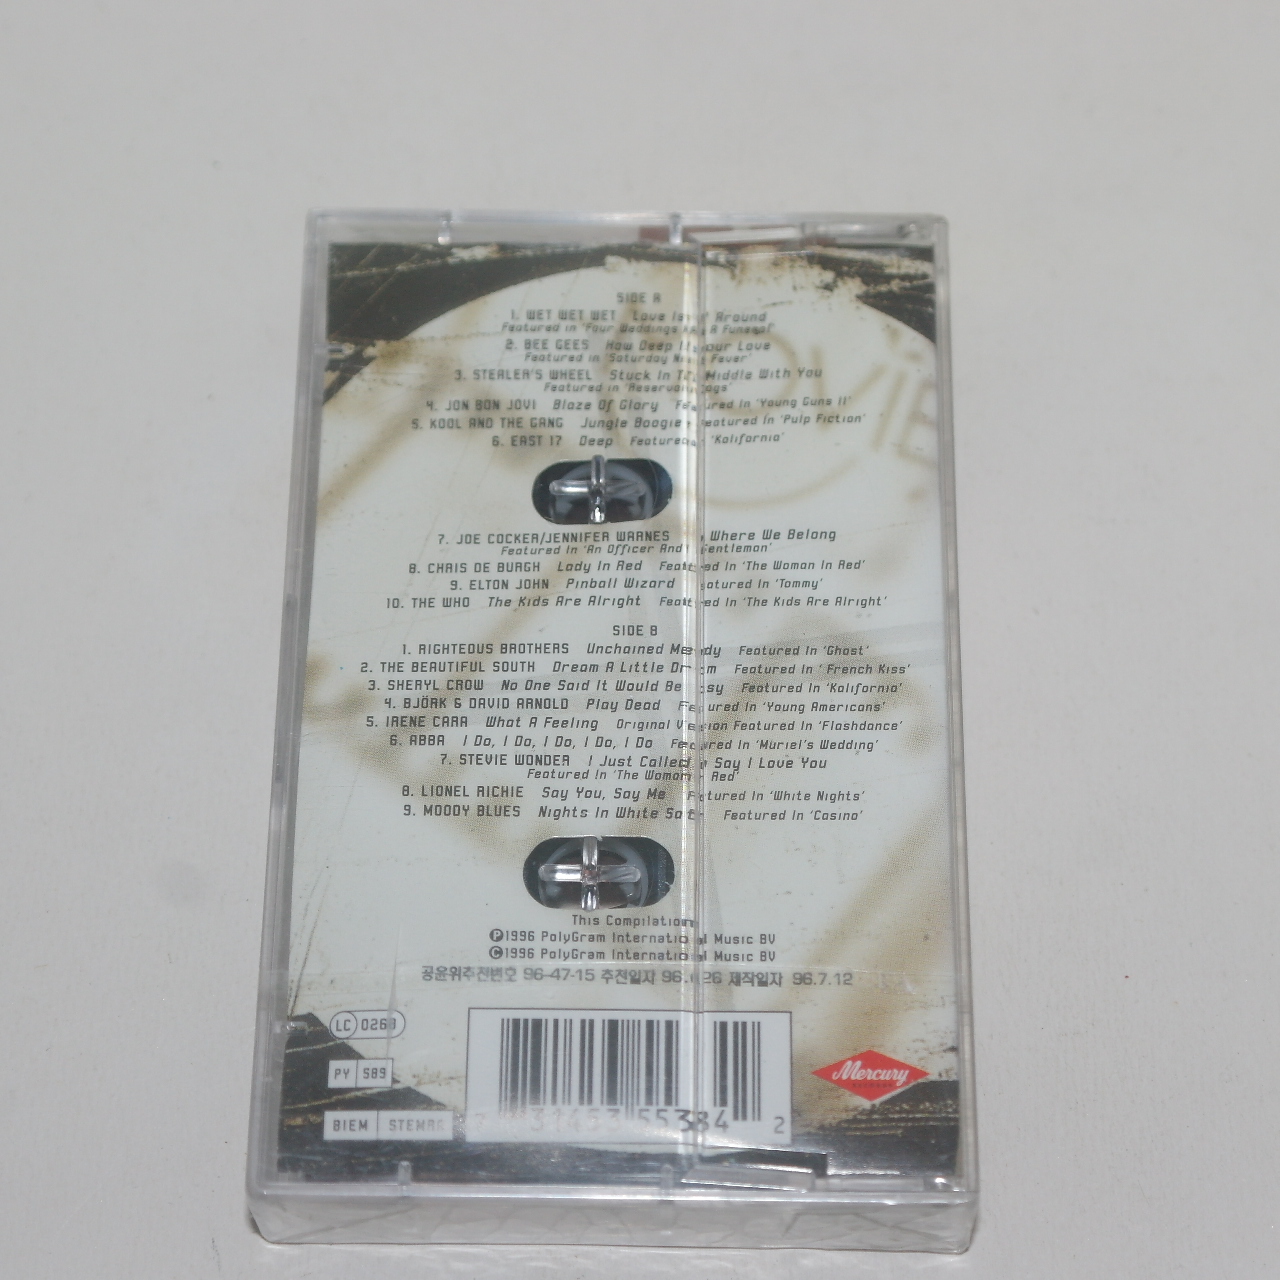 SIDE A
1. WET WET WET Love Is Around
Featured in 'Four Weddings A Funeral'
2. BEE GEES How Deep Is your Love
Featured in 'Saturday Night Fever'
3. STEALER'S WHEEL Stuck In The Middle With You
Featured in 'Reservoir Dogs'
4. JON BON JOVI Blaze Of Glory Featured In 'Young Guns II'
5. KOOL AND THE GANG Jungle Boogie Featured In 'Pulp Fiction'
6. EAST 17 Deep Featured 'Kalifornia'
7. JOE COCKER/JENNIFER WARNES Where We Belong
Featured In 'An Officer And Gentleman'
8. CHRIS DE BURGH Lady In Red Featured In 'The Woman In Red'
9. ELTON JOHN Pinball Wizard Featured In 'Tommy'
10. THE WHO The Kids Are Alright Featured In 'The Kids Are Alright'
SIDE B
1. RIGHTEOUS BROTHERS Unchained Melody Featured In 'Ghost'
2. THE BEAUTIFUL SOUTH Dream A Little Dream Featured In ' French Kiss'
3. SHERYL CROW No One Said It Would Be Easy Featured In 'Kalifornia'
4. BJÖRK & DAVID ARNOLD Play Dead Featured In 'Young Americans'
5. IRENE CARA What A Feeling Original Version Featured In 'Flashdance'
6. ABBA I Do, I Do, I Do, I Do, I Do Featured In 'Muriel's Wedding'
7. STEVIE WONDER I Just Called Say I Love You
Featured In 'The Woman Red'
8. LIONEL RICHIE Say You, Say Me Featured In 'White Nights'
9. MOODY BLUES Nights In White Satin Featured In 'Casino'
This Compilation
Ⓟ1996 PolyGram International Music BV
©1996 PolyGram International Music BV
공윤위추천번호 96-47-15 추천일자 제작일자 96.7.12
LC 0268
PY 589
BIEM STEMRA
31453 55384 2
Mercury